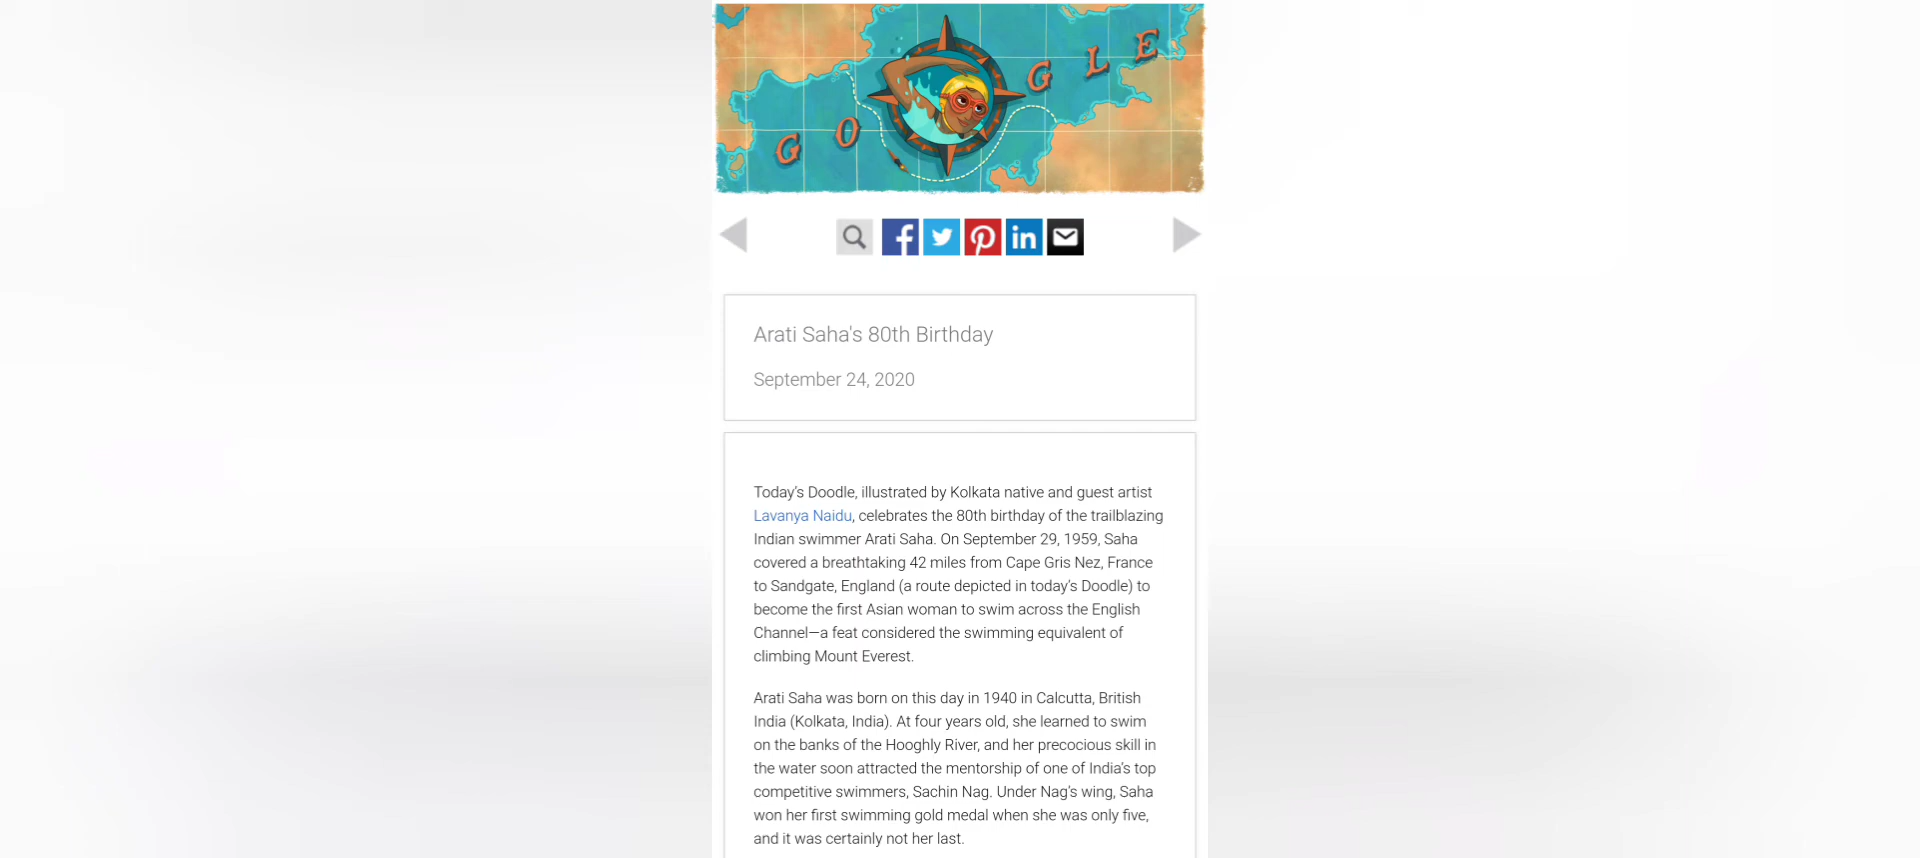 G O G L E
Arati Saha's 80th Birthday
September 24, 2020
Today's Doodle, illustrated by Kolkata native and guest artist
Lavanya Naidu, celebrates the 80th birthday of the trailblazing
Indian swimmer Arati Saha. On September 29, 1959, Saha
covered a breathtaking 42 miles from Cape Gris Nez, France
to Sandgate, England (a route depicted in today's Doodle) to
become the first Asian woman to swim across the English
Channel—a feat considered the swimming equivalent of
climbing Mount Everest.
Arati Saha was born on this day in 1940 in Calcutta, British
India (Kolkata, India). At four years old, she learned to swim
on the banks of the Hooghly River, and her precocious skill in
the water soon attracted the mentorship of one of India's top
competitive swimmers, Sachin Nag. Under Nag's wing, Saha
won her first swimming gold medal when she was only five,
and it was certainly not her last.